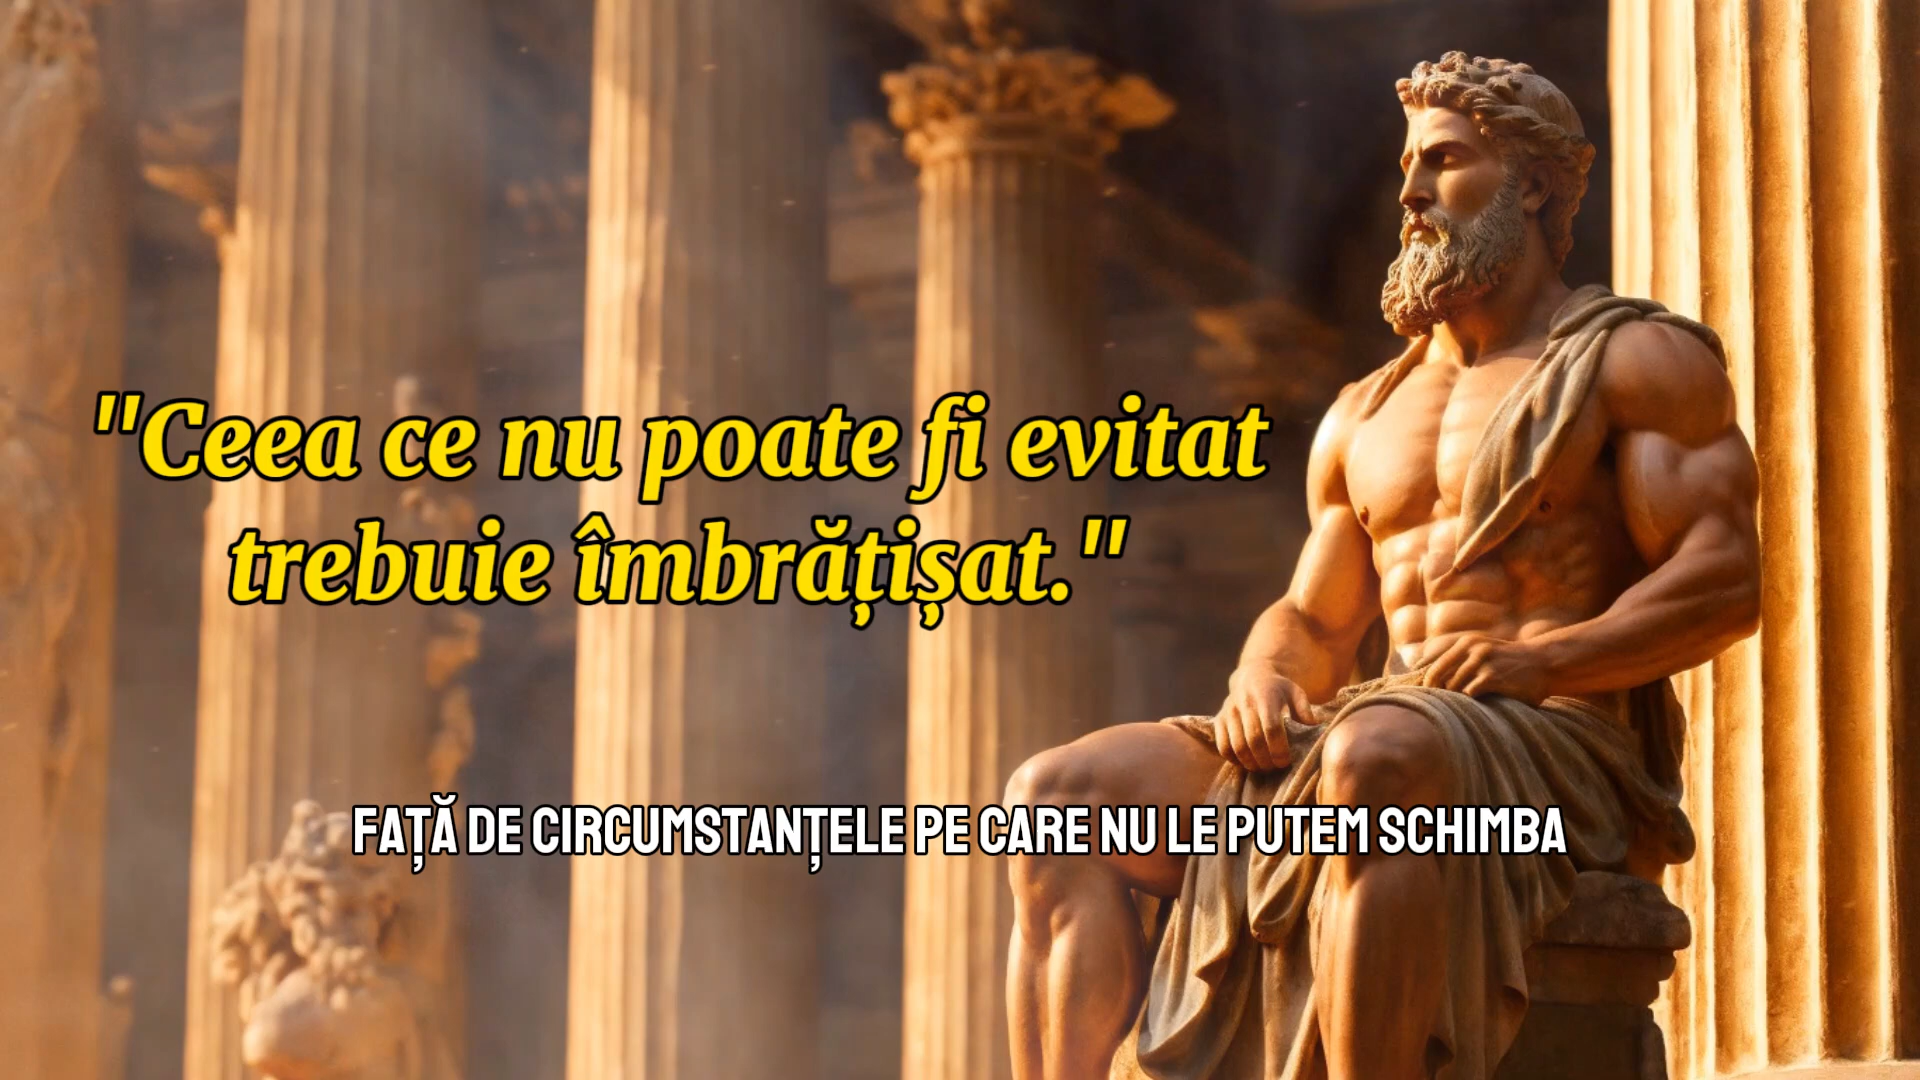 "Ceea ce nu poate fi evitat
trebuie îmbrățișat."
FAȚĂ DE CIRCUMSTANȚELE PE CARE NU LE PUTEM SCHIMBA